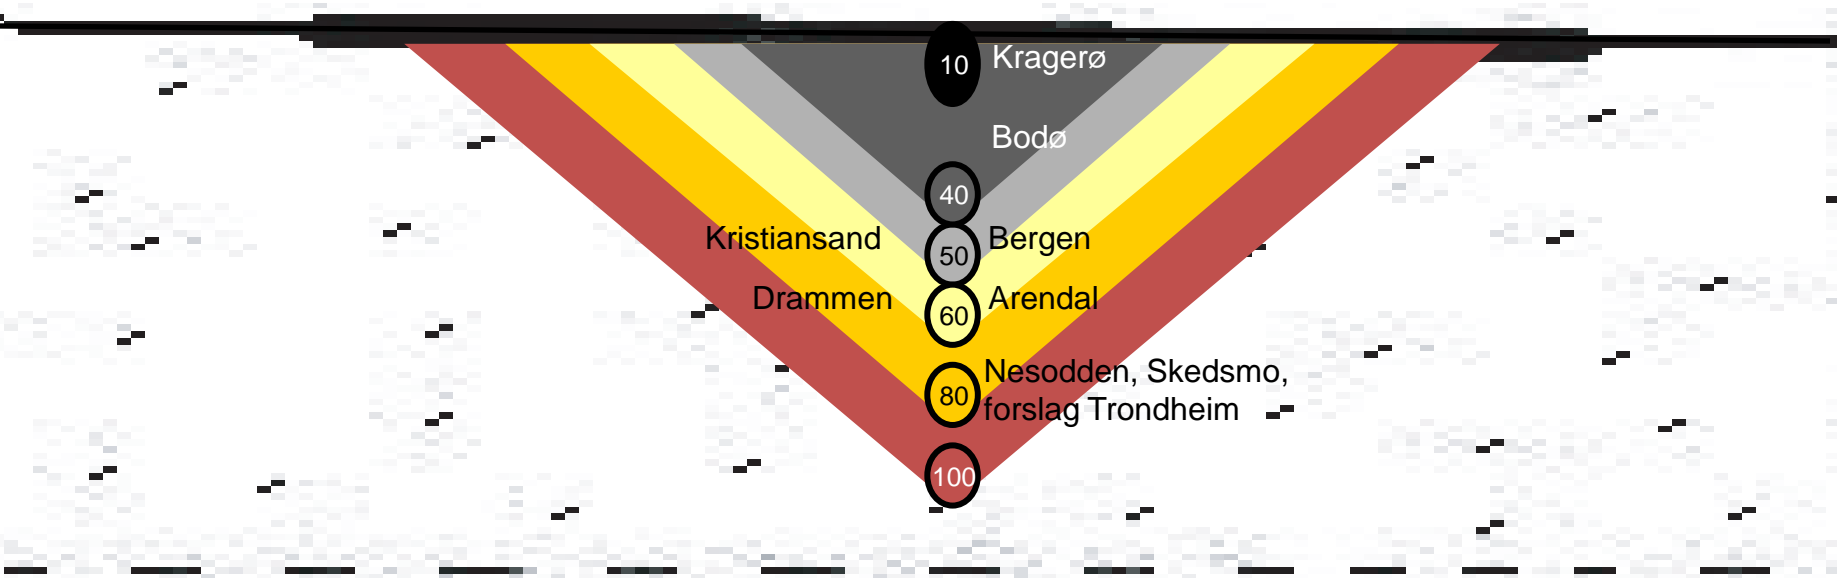 10 Kragerø
Bodø
40
Kristiansand 50 Bergen
Drammen 60 Arendal
80 Nesodden, Skedsmo,
forslag Trondheim
100